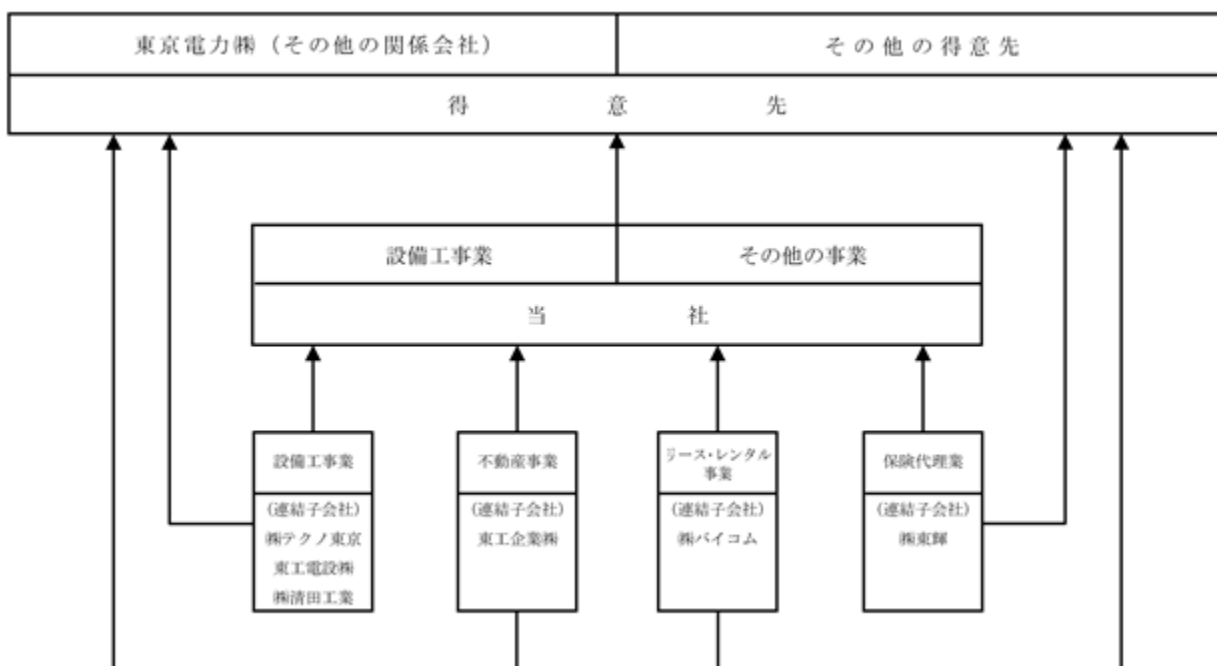 東京電力㈱（その他の関係会社）
その他の得意先
得意先
設備工事業
その他の事業
当社
設備工事業
(連結子会社)
㈱テクノ東京
東工電設㈱
㈱清田工業
不動産事業
(連結子会社)
東工企業㈱
リース・レンタル
事業
(連結子会社)
㈱バイコム
保険代理業
(連結子会社)
㈱東輝